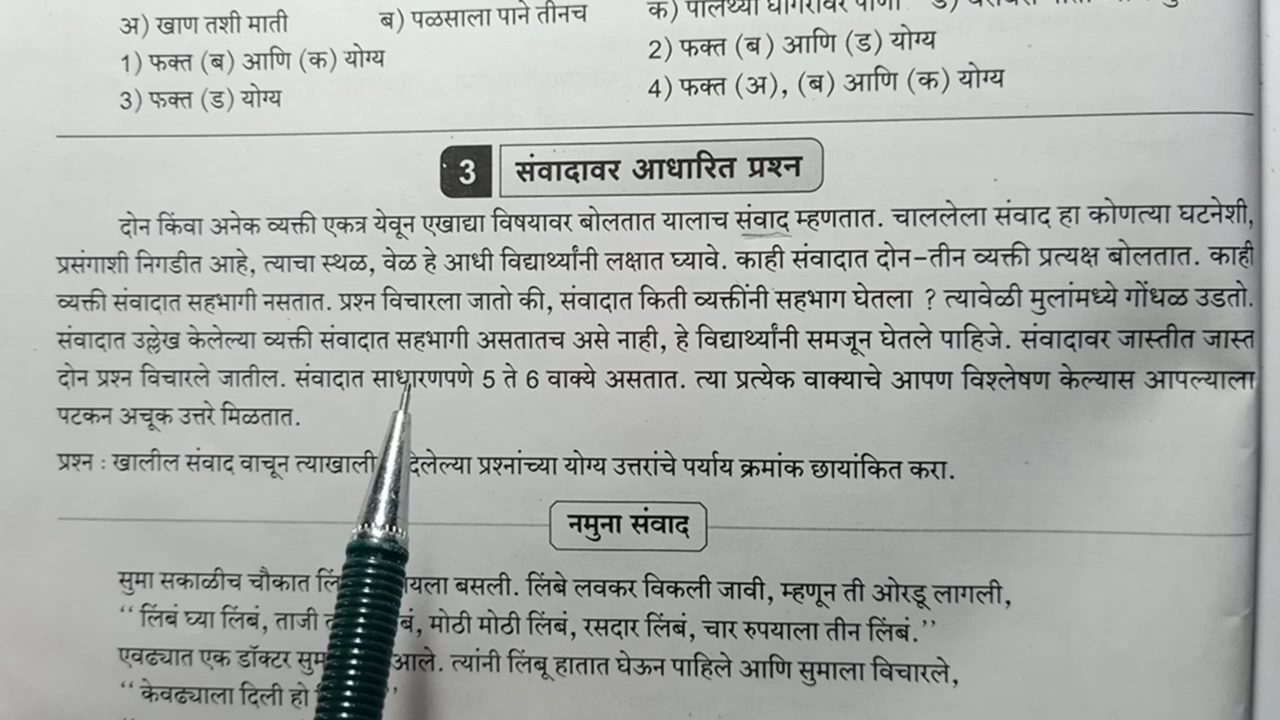 अ) खाण तशी माती ब) पळसाला पाने तीनच क) पालथ्या घागरीवर पाणी
1) फक्त (ब) आणि (क) योग्य 2) फक्त (ब) आणि (ड) योग्य
3) फक्त (ड) योग्य 4) फक्त (अ), (ब) आणि (क) योग्य
3 संवादावर आधारित प्रश्न
दोन किंवा अनेक व्यक्ती एकत्र येवून एखाद्या विषयावर बोलतात यालाच संवाद म्हणतात. चाललेला संवाद हा कोणत्या घटनेशी,
प्रसंगाशी निगडीत आहे, त्याचा स्थळ, वेळ हे आधी विद्यार्थ्यांनी लक्षात घ्यावे. काही संवादात दोन-तीन व्यक्ती प्रत्यक्ष बोलतात. काही
व्यक्ती संवादात सहभागी नसतात. प्रश्न विचारला जातो की, संवादात किती व्यक्तींनी सहभाग घेतला ? त्यावेळी मुलांमध्ये गोंधळ उडतो.
संवादात उल्लेख केलेल्या व्यक्ती संवादात सहभागी असतातच असे नाही, हे विद्यार्थ्यांनी समजून घेतले पाहिजे. संवादावर जास्तीत जास्त
दोन प्रश्न विचारले जातील. संवादात साधारणपणे 5 ते 6 वाक्ये असतात. त्या प्रत्येक वाक्याचे आपण विश्लेषण केल्यास आपल्याला
पटकन अचूक उत्तरे मिळतात.
प्रश्न : खालील संवाद वाचून त्याखाली दिलेल्या प्रश्नांच्या योग्य उत्तरांचे पर्याय क्रमांक छायांकित करा.
नमुना संवाद
सुमा सकाळीच चौकात बसली. लिंबे लवकर विकली जावी, म्हणून ती ओरडू लागली,
“ लिंबं घ्या लिंबं, ताजी मोठी मोठी लिंबं, रसदार लिंबं, चार रुपयाला तीन लिंबं.”
एवढ्यात एक डॉक्टर आले. त्यांनी लिंबू हातात घेऊन पाहिले आणि सुमाला विचारले,
“ केवढ्याला दिली हो